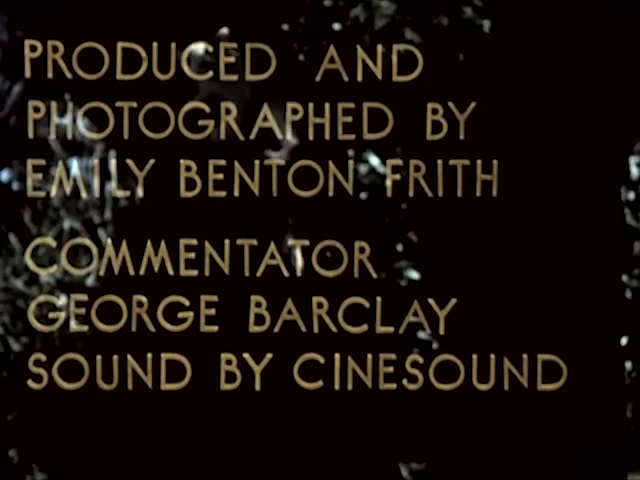 PRODUCED AND
PHOTOGRAPHED BY
EMILY BENTON FRITH
COMMENTATOR
GEORGE BARCLAY
SOUND BY CINESOUND